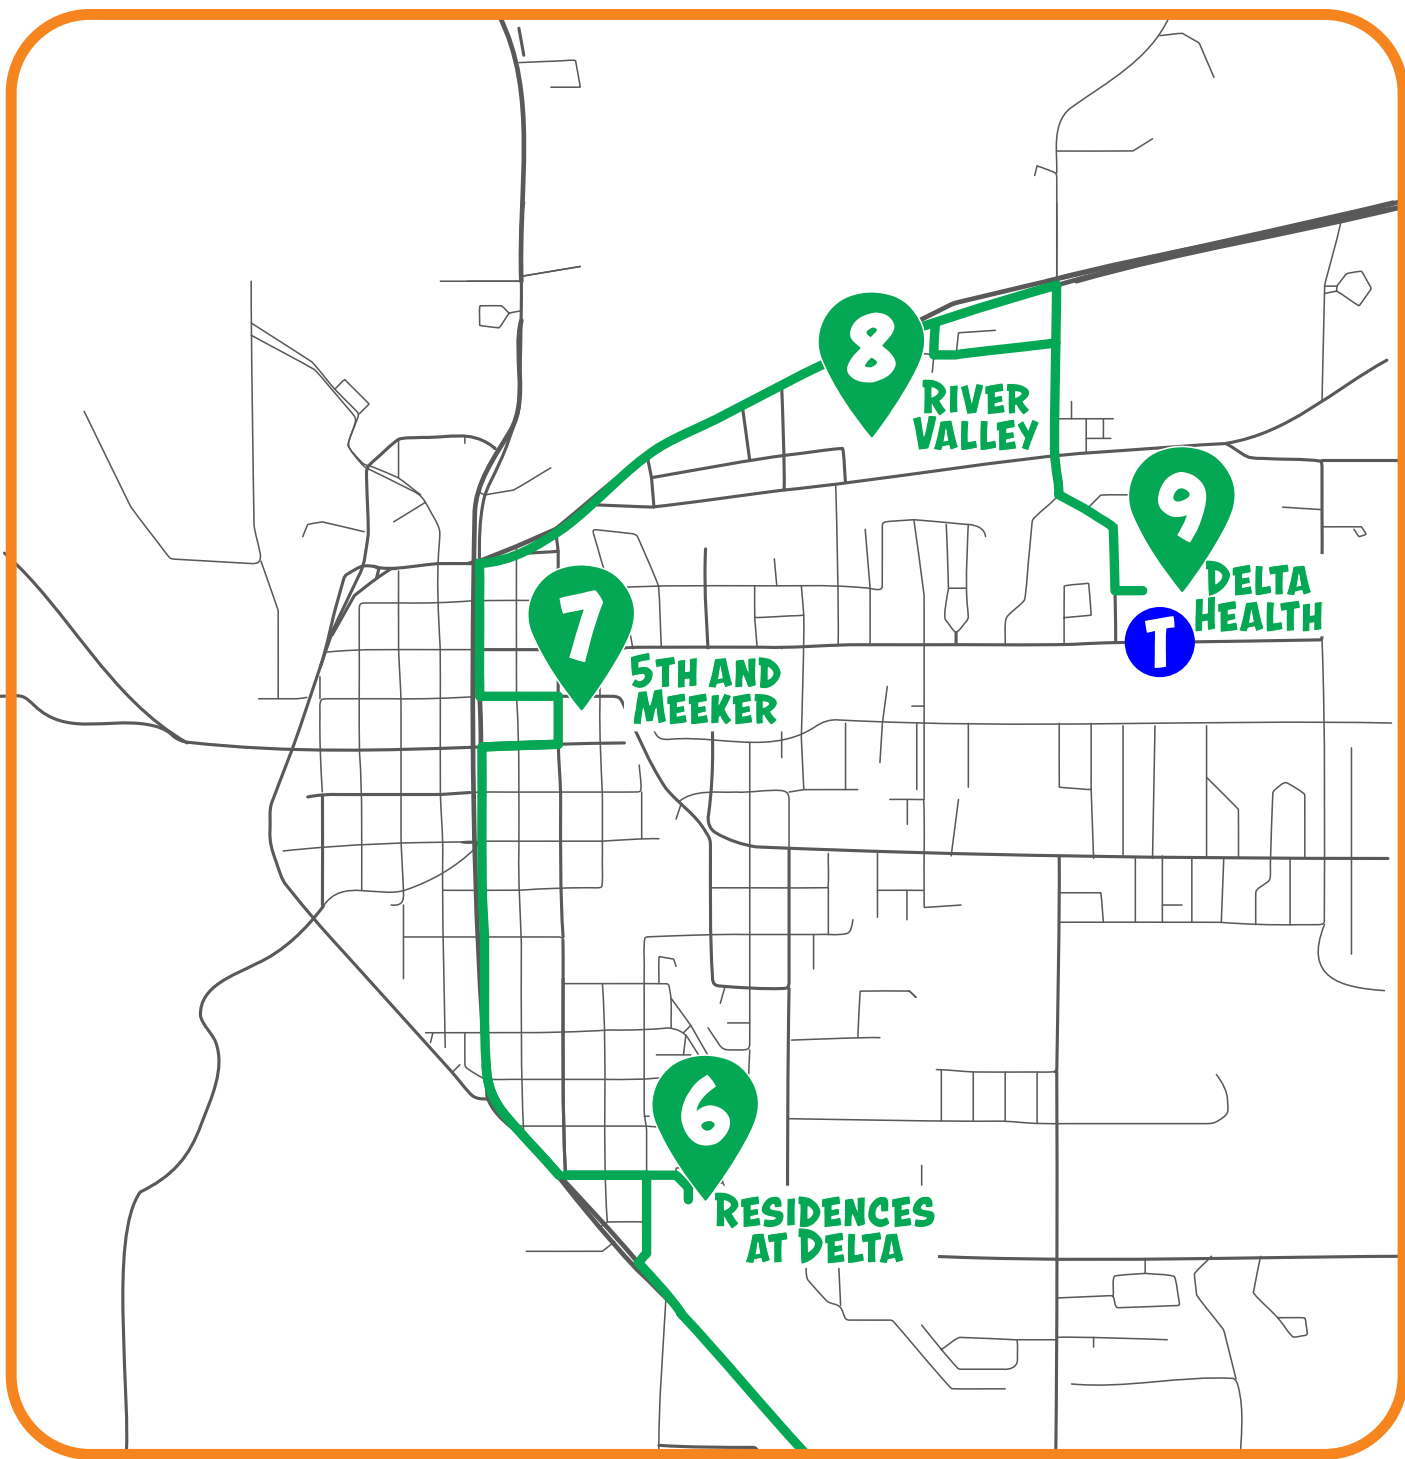 8
RIVER
VALLEY
9
DELTA
HEALTH
T
7
5TH AND
MEEKER
6
RESIDENCES
AT DELTA